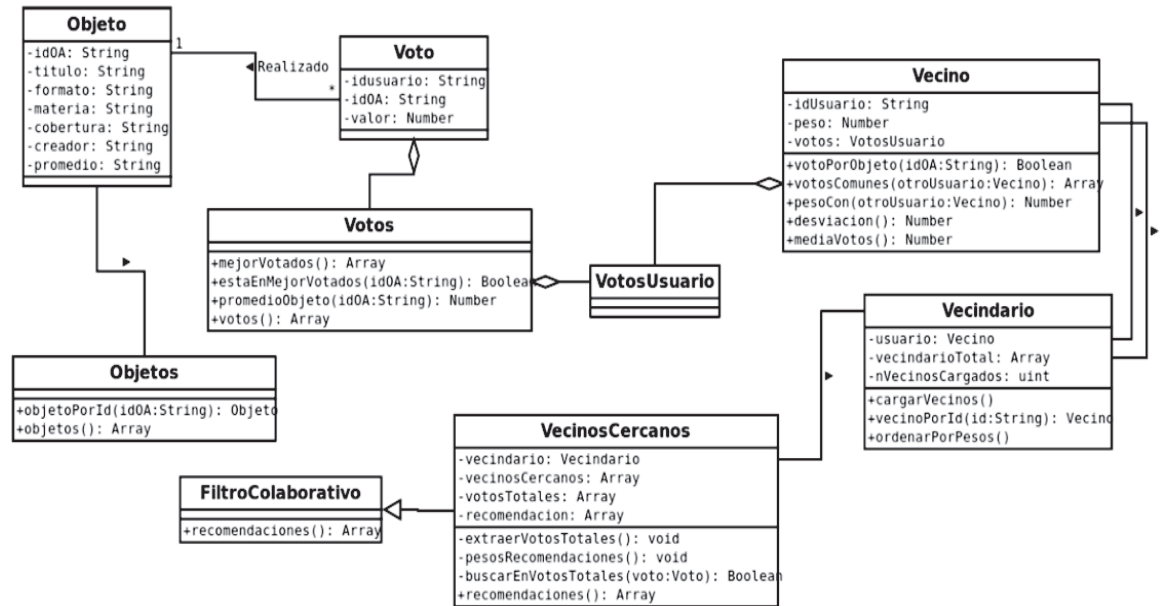 Objeto
-idOA: String
-titulo: String
-formato: String
-materia: String
-cobertura: String
-creador: String
-promedio: String
1
Realizado
*
Voto
-idusuario: String
-idOA: String
-valor: Number
Vecino
-idUsuario: String
-peso: Number
-votos: VotosUsuario
+votoPorObjeto(idOA:String): Boolean
+votosComunes(otroUsuario:Vecino): Array
+pesoCon(otroUsuario:Vecino): Number
+desviacion(): Number
+mediaVotos(): Number
Votos
+mejorVotados(): Array
+estaEnMejorVotados(idOA:String): Boolean
+promedioObjeto(idOA:String): Number
+votos(): Array
VotosUsuario
Vecindario
-usuario: Vecino
-vecindarioTotal: Array
-nVecinosCargados: uint
+cargarVecinos()
+vecinoPorId(id:String): Vecino
+ordenarPorPesos()
Objetos
+objetoPorId(idOA:String): Objeto
+objetos(): Array
VecinosCercanos
-vecindario: Vecindario
-vecinosCercanos: Array
-votosTotales: Array
-recomendacion: Array
-extraerVotosTotales(): void
-pesosRecomendaciones(): void
-buscarEnVotosTotales(voto:Voto): Boolean
+recomendaciones(): Array
FiltroColaborativo
+recomendaciones(): Array